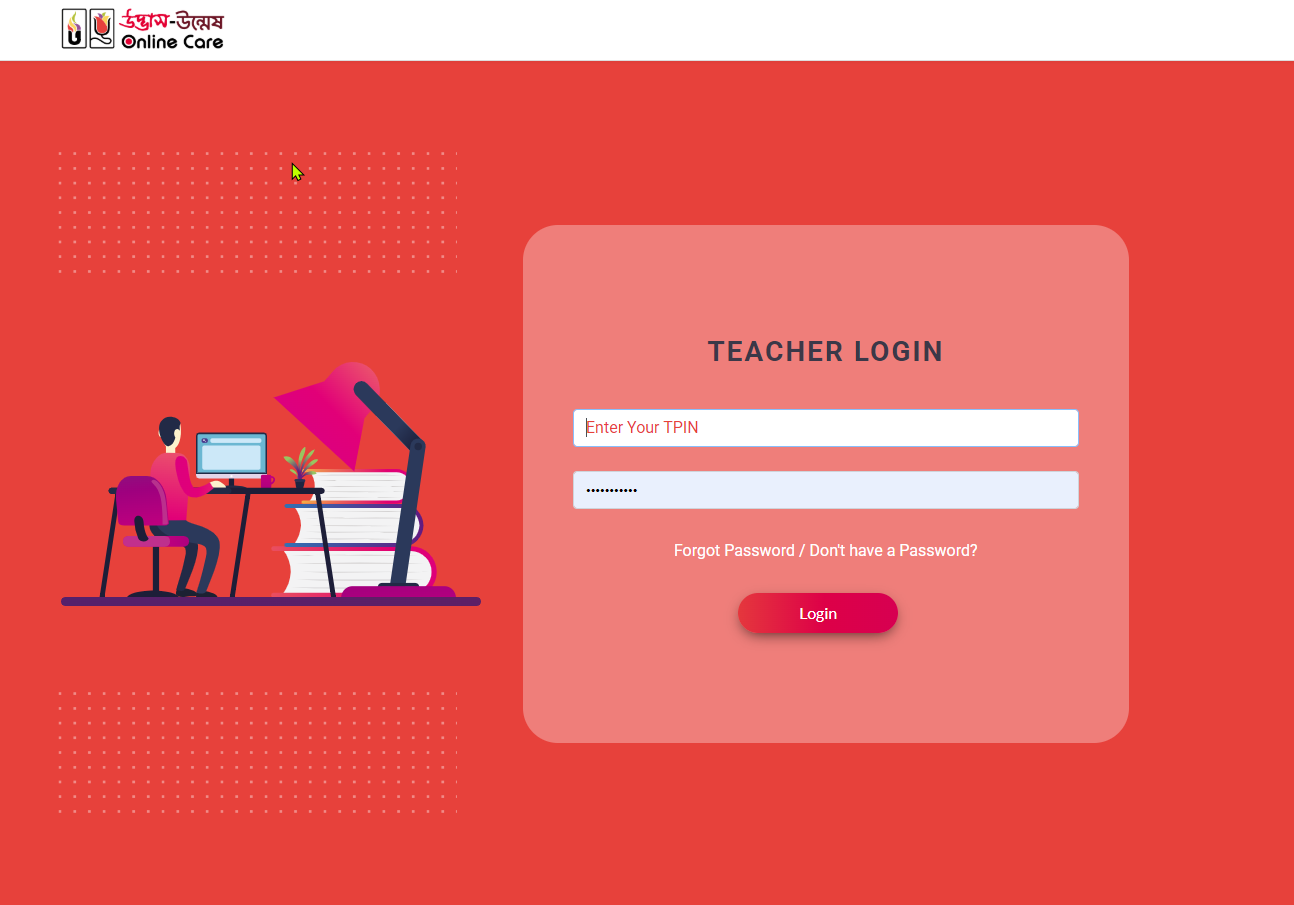 উদ্ভাস-উন্মেষ
Online Care
TEACHER LOGIN
Enter Your TPIN
•••••••••••
Forgot Password / Don't have a Password?
Login